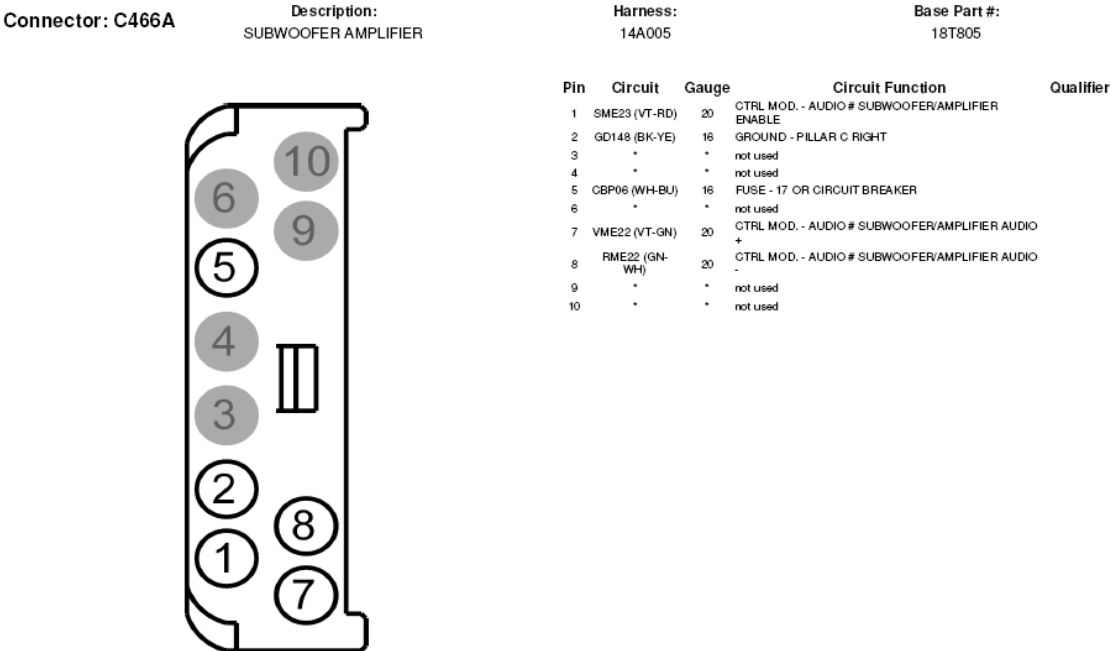 Connector: C466A
Description:
SUBWOOFER AMPLIFIER
Harness:
14A005
Base Part #:
18T805
Pin Circuit Gauge Circuit Function Qualifier
1 SME23 (VT-RD) 20 CTRL MOD. - AUDIO # SUBWOOFER/AMPLIFIER
ENABLE
2 GD148 (BK-YE) 16 GROUND - PILLAR C RIGHT
3 * * not used
4 * * not used
5 CBP06 (WH-BU) 16 FUSE - 17 OR CIRCUIT BREAKER
6 * * not used
7 VME22 (VT-GN) 20 CTRL MOD. - AUDIO # SUBWOOFER/AMPLIFIER AUDIO
+
8 RME22 (GN-
WH) 20 CTRL MOD. - AUDIO # SUBWOOFER/AMPLIFIER AUDIO
-
9 * * not used
10 * * not used
10
6
9
5
4
3
2
8
1
7